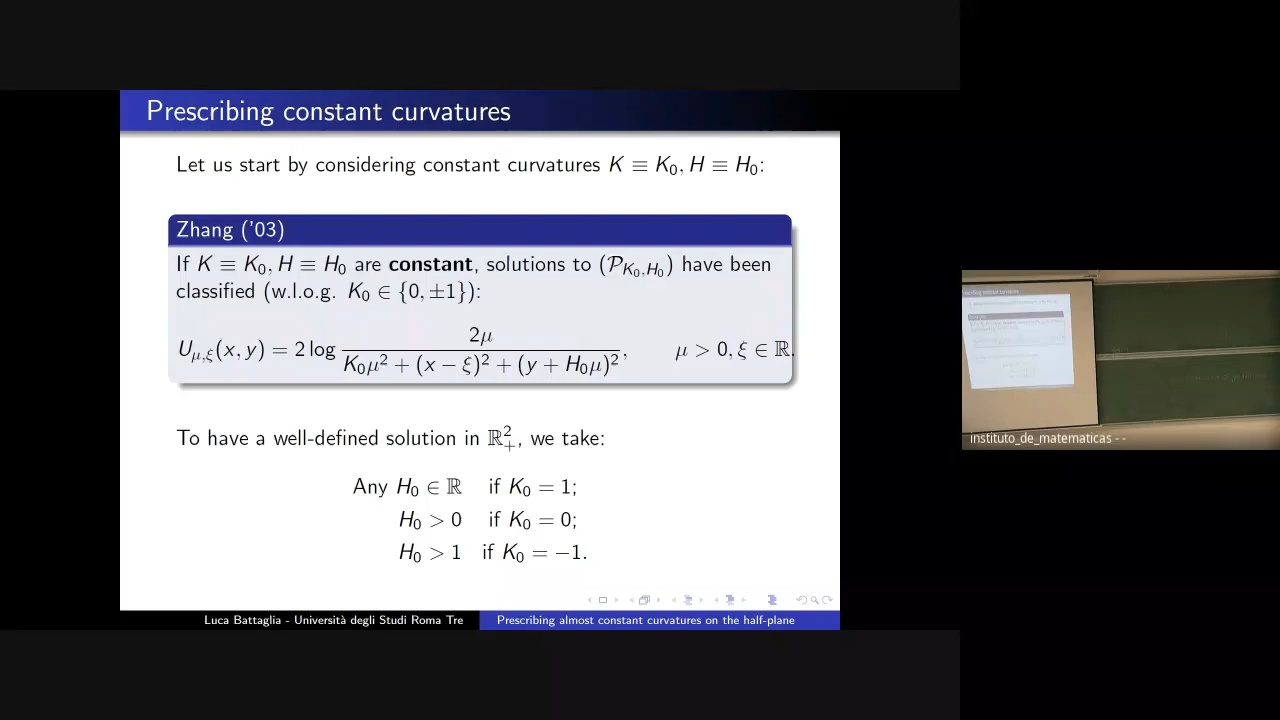 Prescribing constant curvatures
Let us start by considering constant curvatures K ≡ K₀, H ≡ H₀:
Zhang ('03)
If K ≡ K₀, H ≡ H₀ are constant, solutions to (𝒫_{K₀,H₀}) have been
classified (w.l.o.g. K₀ ∈ {0, ±1}):
U_{μ,ξ}(x, y) = 2 log 2μ / (K₀μ² + (x − ξ)² + (y + H₀μ)²), μ > 0, ξ ∈ ℝ.
To have a well-defined solution in ℝ²₊, we take:
Any H₀ ∈ ℝ if K₀ = 1;
H₀ > 0 if K₀ = 0;
H₀ > 1 if K₀ = −1.
Luca Battaglia - Università degli Studi Roma Tre
Prescribing almost constant curvatures on the half-plane
instituto_de_matematicas - -